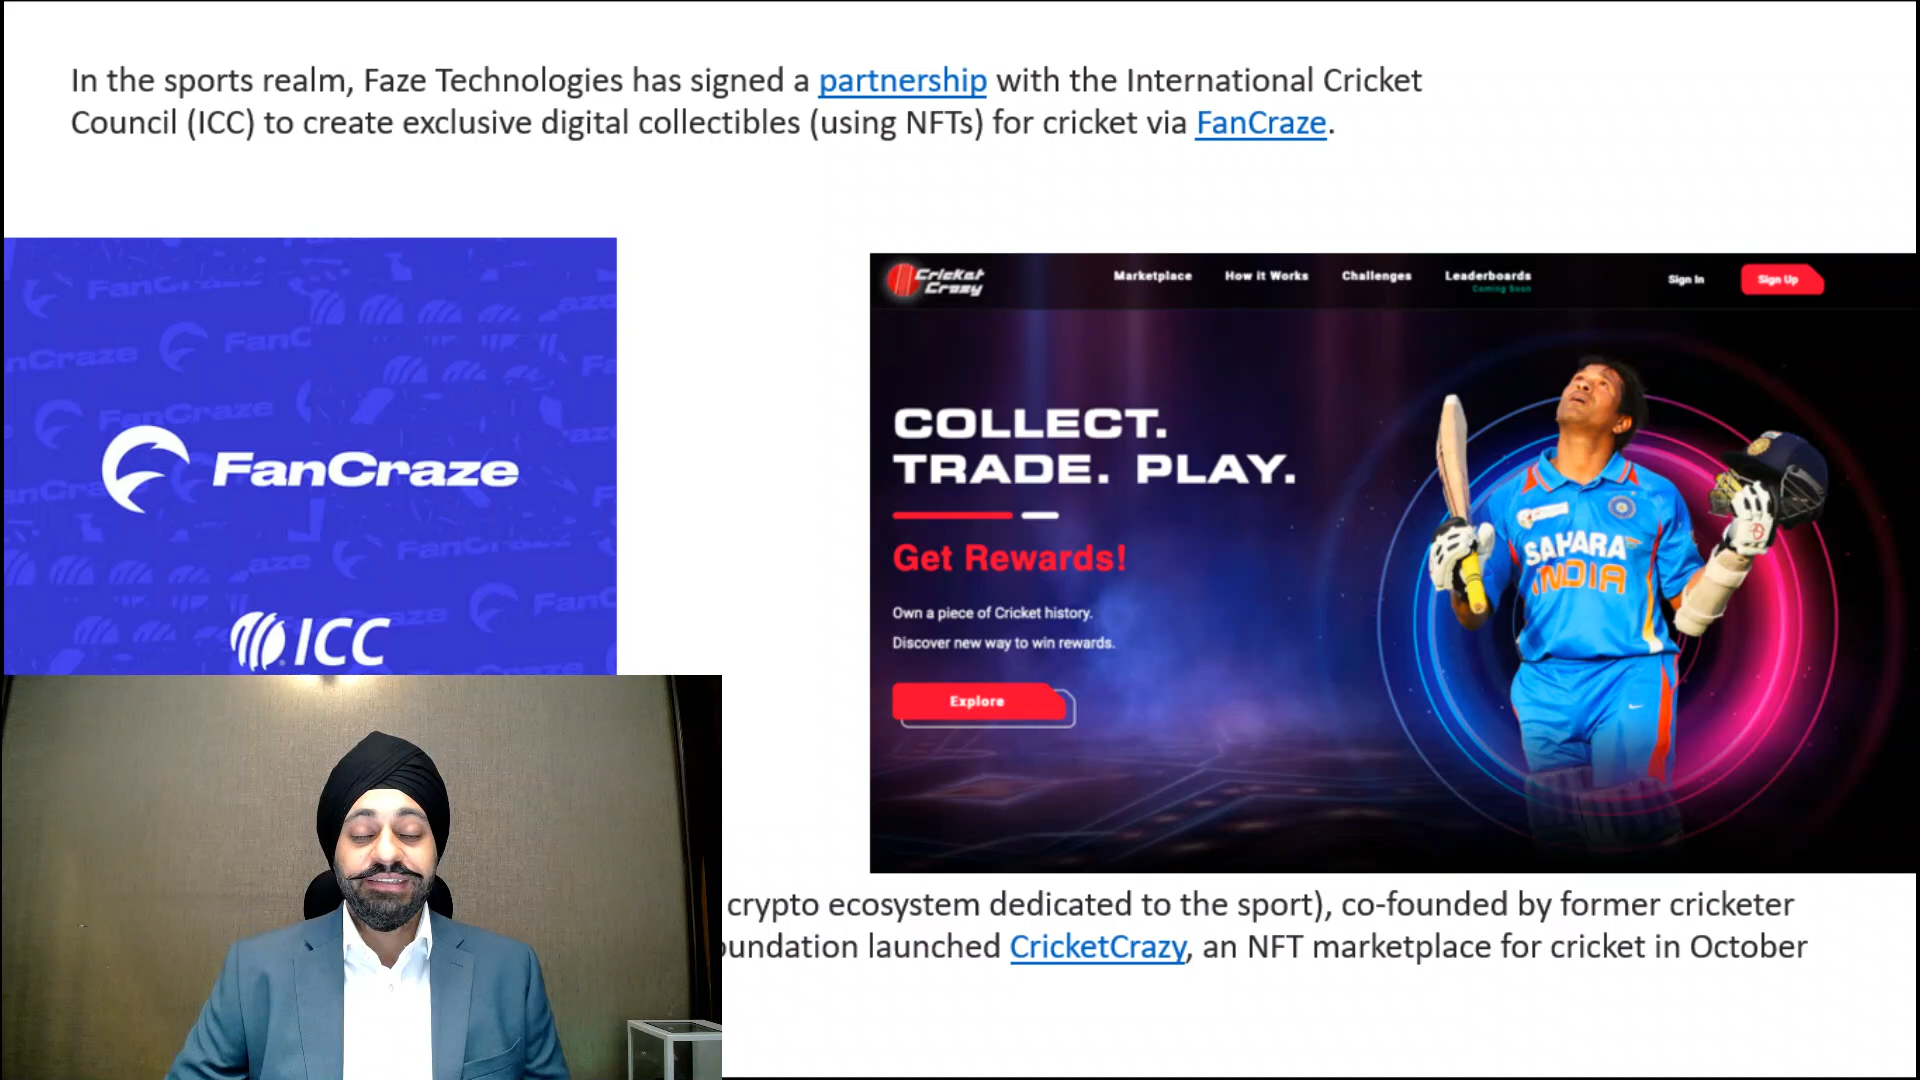 In the sports realm, Faze Technologies has signed a partnership with the International Cricket
Council (ICC) to create exclusive digital collectibles (using NFTs) for cricket via FanCraze.
FanCraze
ICC
Cricket
Crazy
Marketplace
How it Works
Challenges
Leaderboards
Coming Soon
Sign In
Sign Up
COLLECT.
TRADE. PLAY.
Get Rewards!
Own a piece of Cricket history.
Discover new way to win rewards.
Explore
SAHARA
INDIA
crypto ecosystem dedicated to the sport), co-founded by former cricketer
oundation launched CricketCrazy, an NFT marketplace for cricket in October